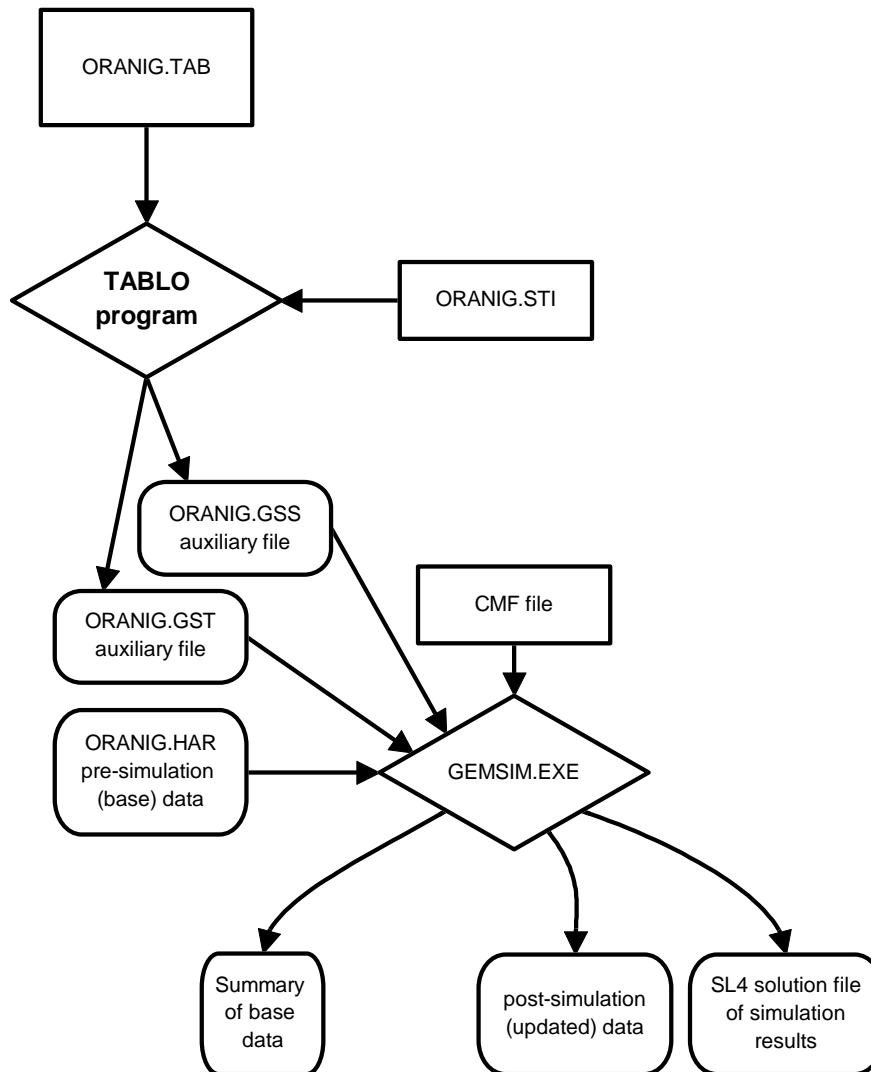 ORANIG.TAB
TABLO
program
ORANIG.STI
ORANIG.GSS
auxiliary file
CMF file
ORANIG.GST
auxiliary file
ORANIG.HAR
pre-simulation
(base) data
GEMSIM.EXE
Summary
of base
data
post-simulation
(updated) data
SL4 solution file
of simulation
results